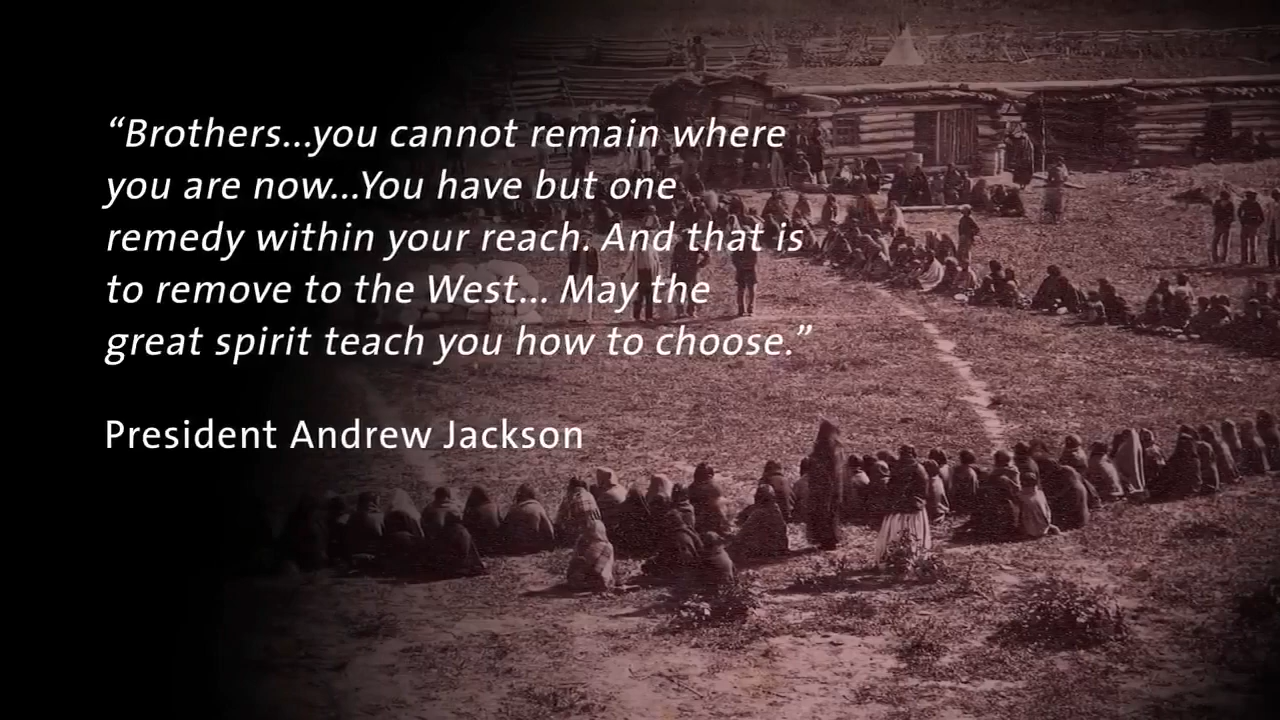 “Brothers...you cannot remain where
you are now...You have but one
remedy within your reach. And that is
to remove to the West... May the
great spirit teach you how to choose.”
President Andrew Jackson